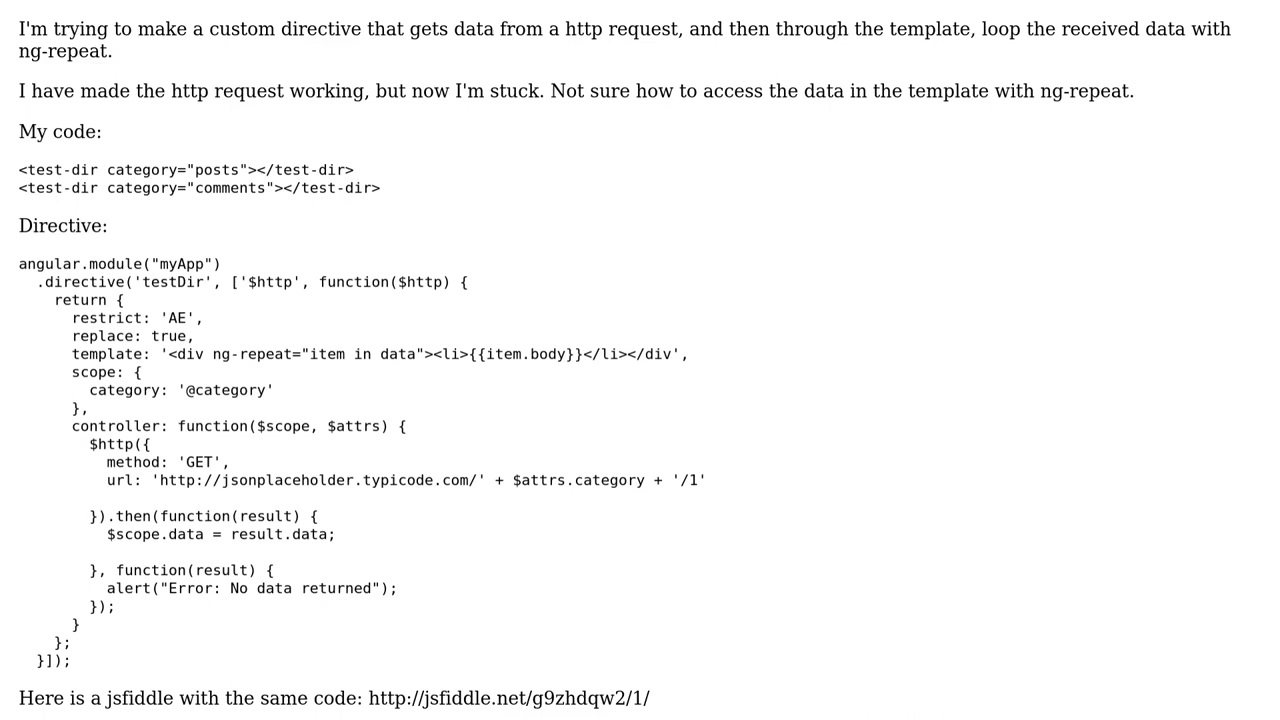 I'm trying to make a custom directive that gets data from a http request, and then through the template, loop the received data with
ng-repeat.
I have made the http request working, but now I'm stuck. Not sure how to access the data in the template with ng-repeat.
My code:
<test-dir category="posts"></test-dir>
<test-dir category="comments"></test-dir>
Directive:
angular.module("myApp")
  .directive('testDir', ['$http', function($http) {
    return {
      restrict: 'AE',
      replace: true,
      template: '<div ng-repeat="item in data"><li>{{item.body}}</li></div',
      scope: {
        category: '@category'
      },
      controller: function($scope, $attrs) {
        $http({
          method: 'GET',
          url: 'http://jsonplaceholder.typicode.com/' + $attrs.category + '/1'

        }).then(function(result) {
          $scope.data = result.data;

        }, function(result) {
          alert("Error: No data returned");
        });
      }
    };
  }]);
Here is a jsfiddle with the same code: http://jsfiddle.net/g9zhdqw2/1/